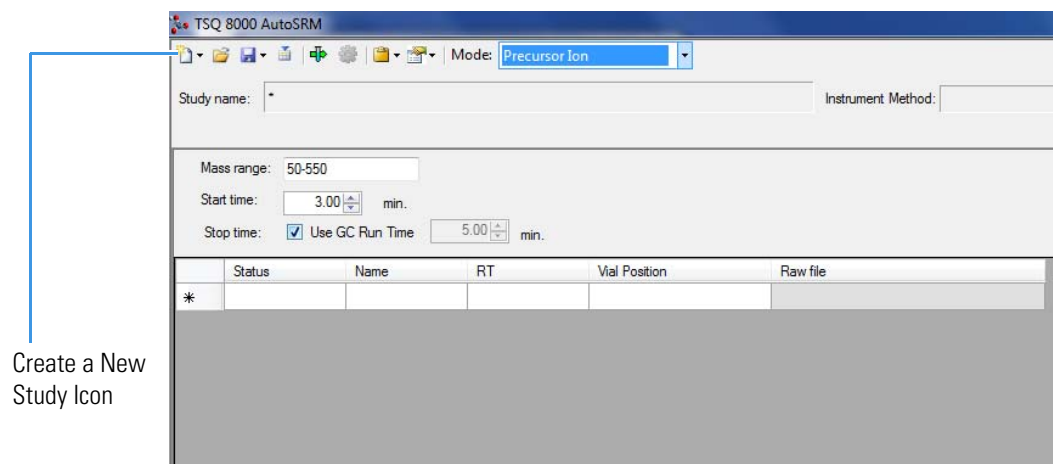 TSQ 8000 AutoSRM
Mode: Precursor Ion
Study name: *
Instrument Method:
Mass range: 50-550
Start time: 3.00 min.
Stop time: Use GC Run Time 5.00 min.
Status Name RT Vial Position Raw file
*
Create a New
Study Icon